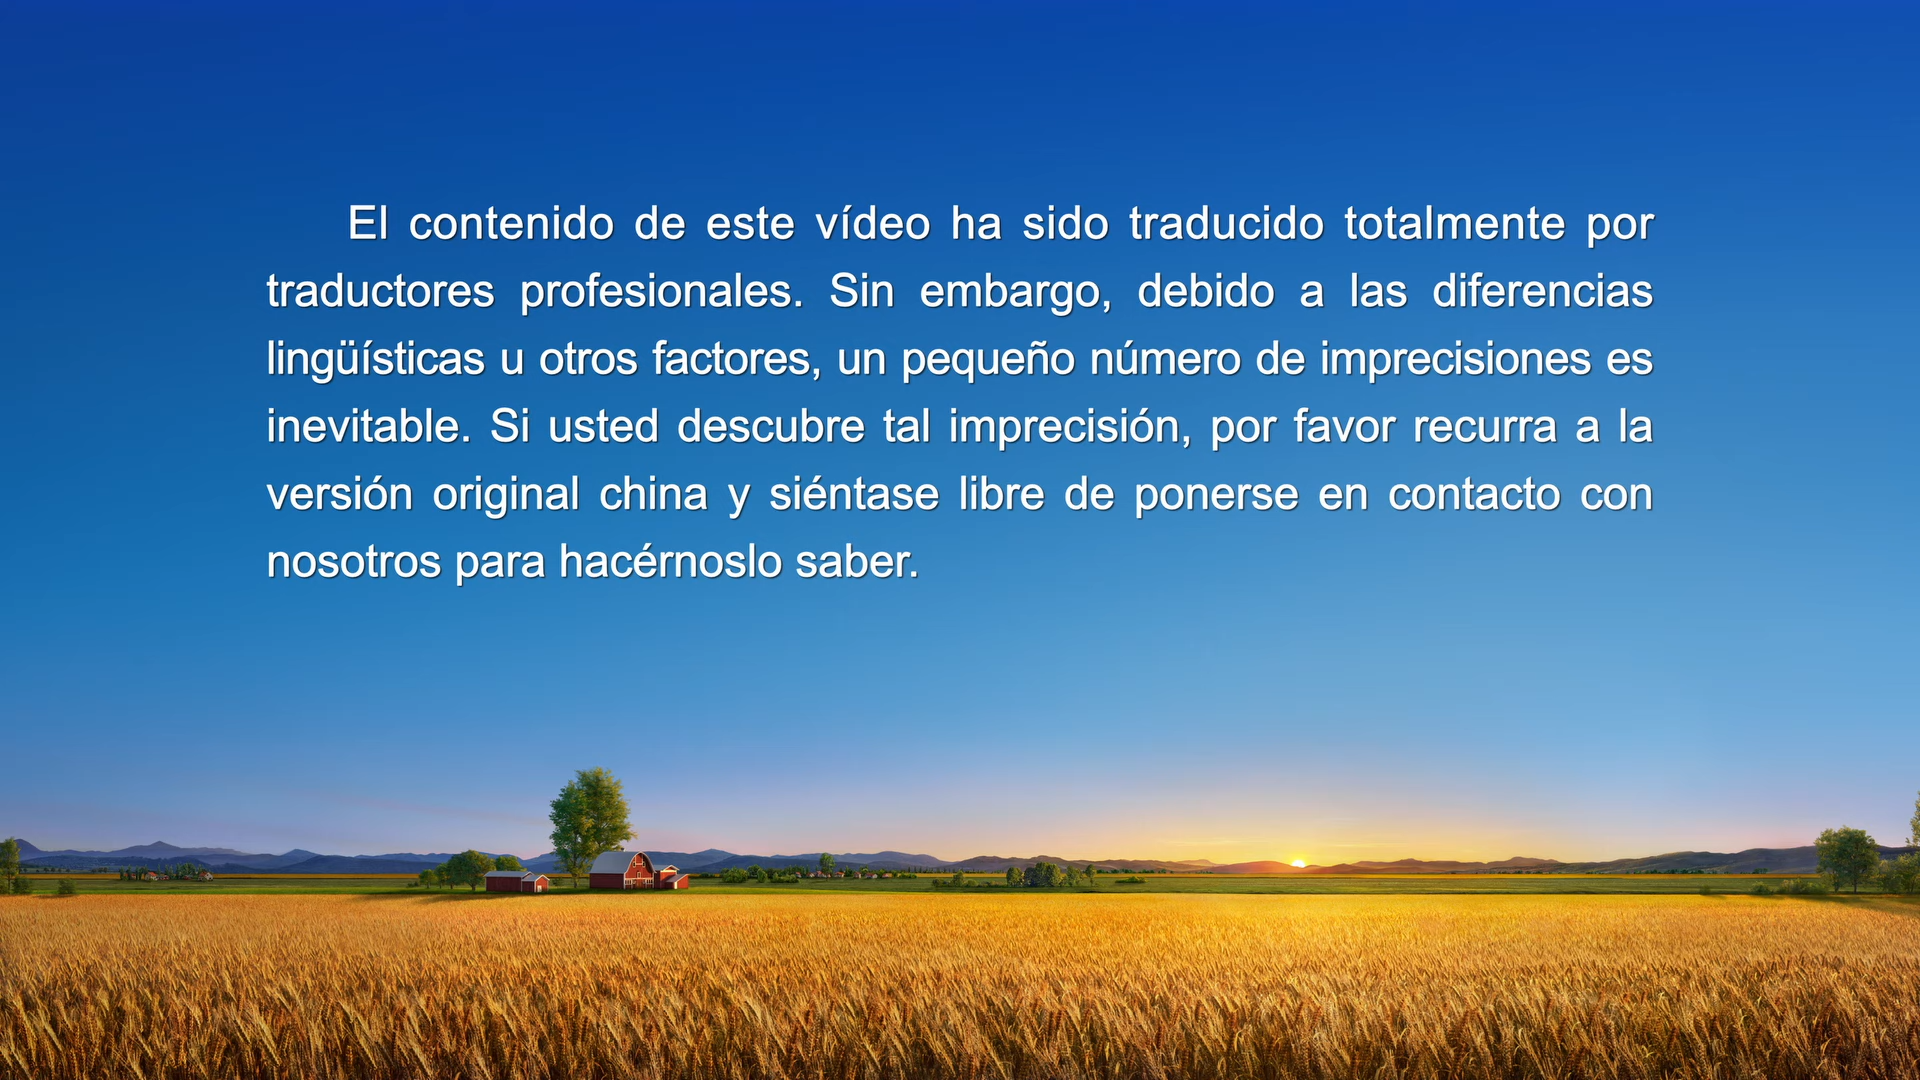 El contenido de este vídeo ha sido traducido totalmente por
traductores profesionales. Sin embargo, debido a las diferencias
lingüísticas u otros factores, un pequeño número de imprecisiones es
inevitable. Si usted descubre tal imprecisión, por favor recurra a la
versión original china y siéntase libre de ponerse en contacto con
nosotros para hacérnoslo saber.